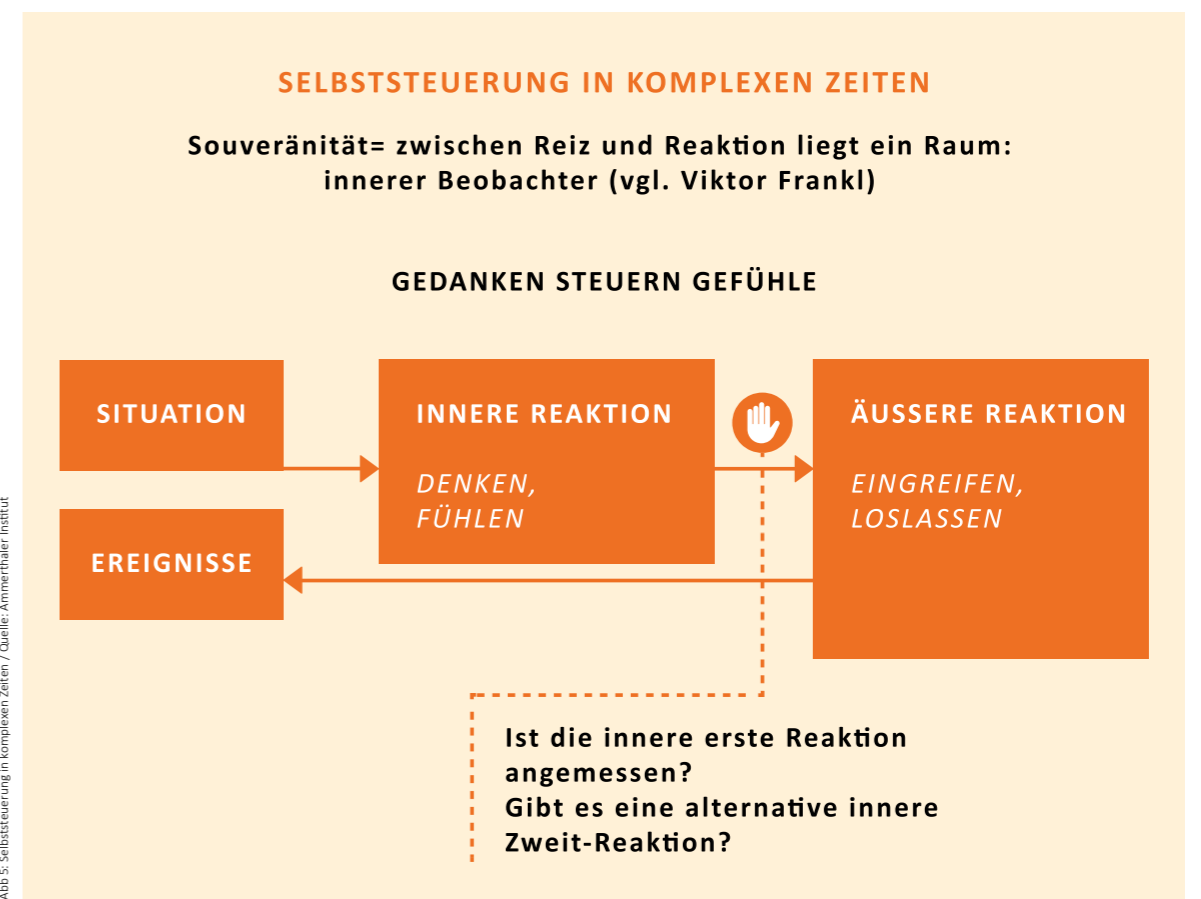 SELBSTSTEUERUNG IN KOMPLEXEN ZEITEN
Souveränität= zwischen Reiz und Reaktion liegt ein Raum:
innerer Beobachter (vgl. Viktor Frankl)
GEDANKEN STEUERN GEFÜHLE
SITUATION
INNERE REAKTION
DENKEN,
FÜHLEN
ÄUSSERE REAKTION
EINGREIFEN,
LOSLASSEN
EREIGNISSE
Ist die innere erste Reaktion
angemessen?
Gibt es eine alternative innere
Zweit-Reaktion?
Abb 5: Selbststeuerung in komplexen Zeiten / Quelle: Ammerthaler Institut